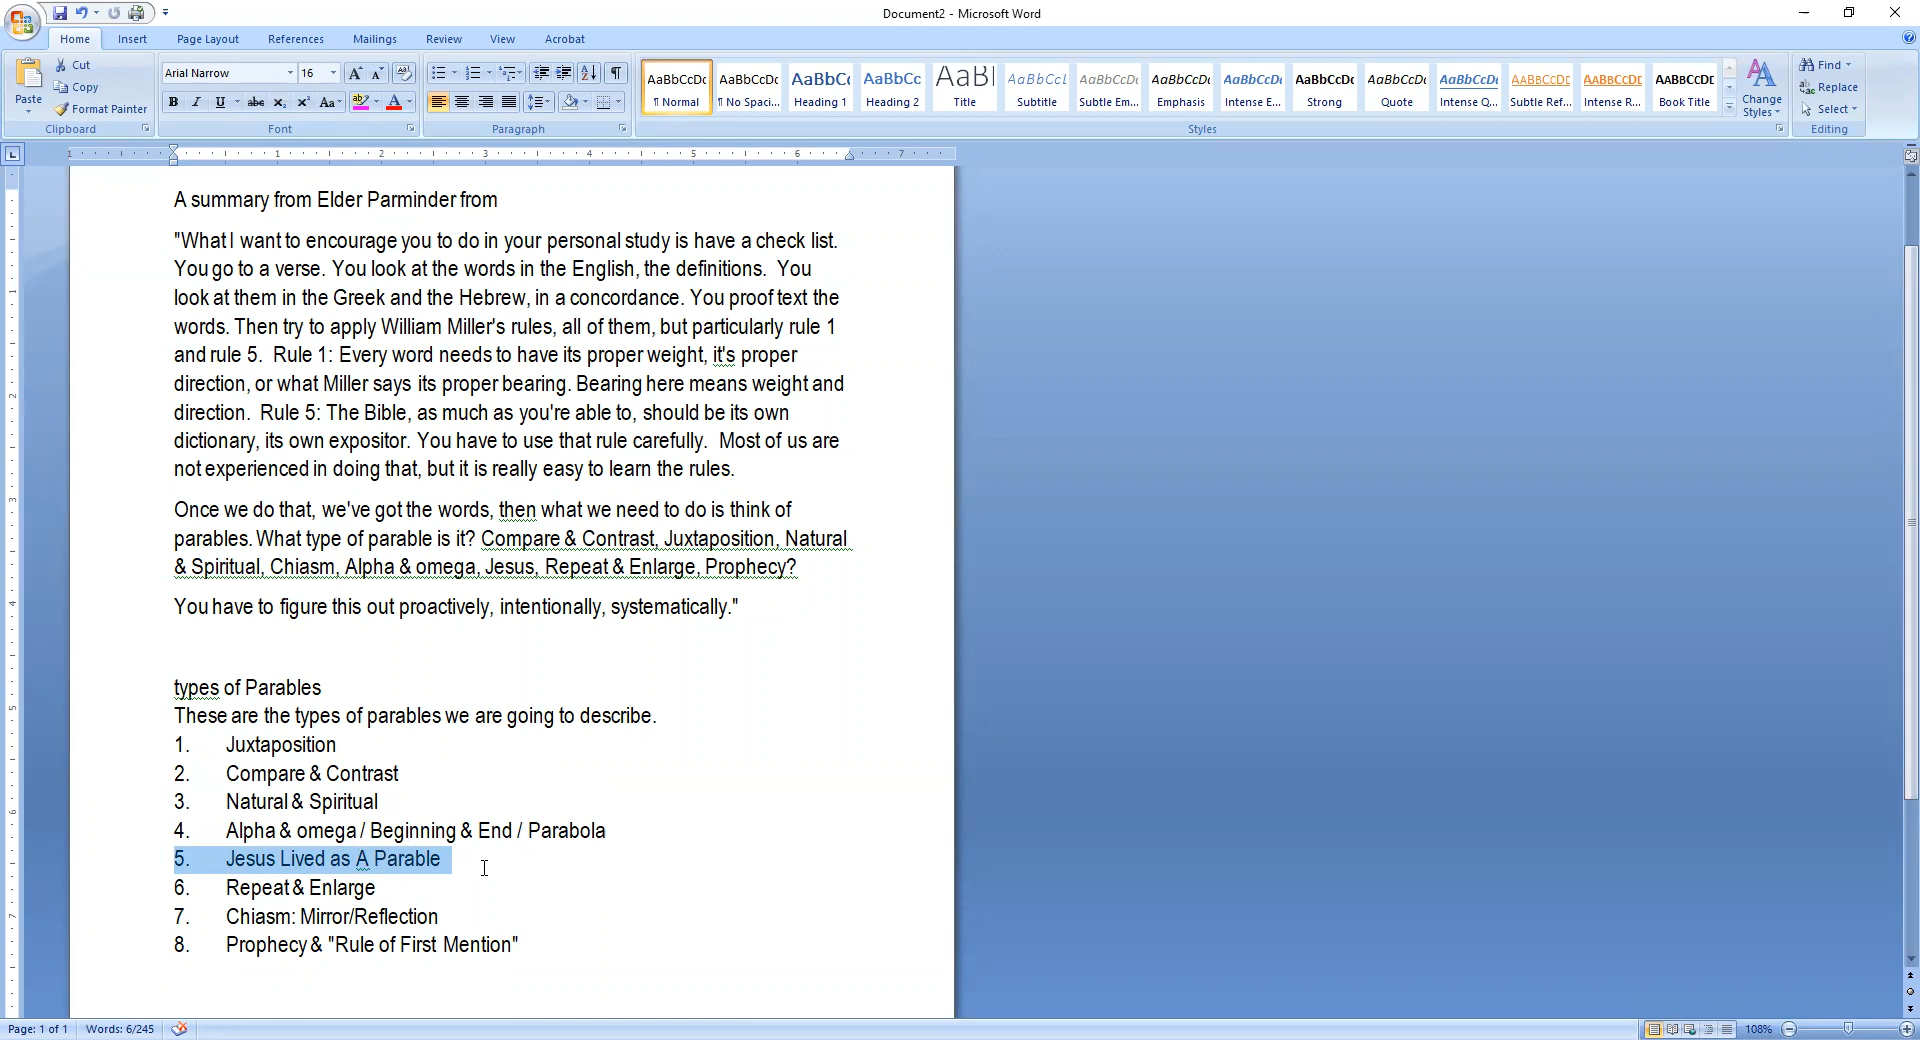 Document2 - Microsoft Word
Home Insert Page Layout References Mailings Review View Acrobat
Paste
Cut
Copy
Format Painter
Clipboard
Arial Narrow 16
B I U abe X₂ X² Aa
Font
Paragraph
AaBbCcDc AaBbCcDc AaBbC( AaBbCc AaB| AaBbCcL AaBbCcDc AaBbCcDc AaBbCcDc AaBbCcDc AaBbCcDc AaBbCcDc AABBCCDE AABBCCDE AABBCCDE
¶ Normal ¶ No Spaci... Heading 1 Heading 2 Title Subtitle Subtle Em... Emphasis Intense E... Strong Quote Intense Q... Subtle Ref... Intense R... Book Title
Change
Styles
Styles
Find
Replace
Select
Editing
1 1 2 3 4 5 6 7
A summary from Elder Parminder from
"What I want to encourage you to do in your personal study is have a check list.
You go to a verse. You look at the words in the English, the definitions. You
look at them in the Greek and the Hebrew, in a concordance. You proof text the
words. Then try to apply William Miller's rules, all of them, but particularly rule 1
and rule 5. Rule 1: Every word needs to have its proper weight, it's proper
direction, or what Miller says its proper bearing. Bearing here means weight and
direction. Rule 5: The Bible, as much as you're able to, should be its own
dictionary, its own expositor. You have to use that rule carefully. Most of us are
not experienced in doing that, but it is really easy to learn the rules.
Once we do that, we've got the words, then what we need to do is think of
parables. What type of parable is it? Compare & Contrast, Juxtaposition, Natural
& Spiritual, Chiasm, Alpha & omega, Jesus, Repeat & Enlarge, Prophecy?
You have to figure this out proactively, intentionally, systematically."
types of Parables
These are the types of parables we are going to describe.
1. Juxtaposition
2. Compare & Contrast
3. Natural & Spiritual
4. Alpha & omega / Beginning & End / Parabola
5. Jesus Lived as A Parable
6. Repeat & Enlarge
7. Chiasm: Mirror/Reflection
8. Prophecy & "Rule of First Mention"
Page: 1 of 1 Words: 6/245
108%